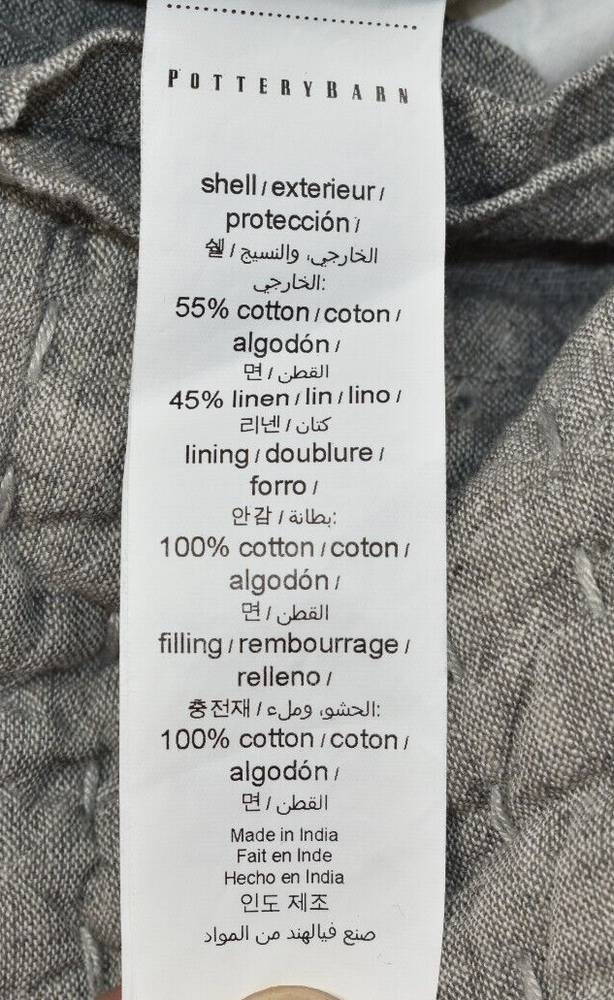 POTTERYBARN
shell / exterieur /
protección /
쉘 / الخارجي، والنسيج
الخارجي:
55% cotton / coton /
algodón /
면 / القطن
45% linen / lin / lino /
리넨 / كتان
lining / doublure /
forro /
안감 / بطانة:
100% cotton / coton /
algodón /
면 / القطن
filling / rembourrage /
relleno /
충전재 / الحشو، وملء:
100% cotton / coton /
algodón /
면 / القطن
Made in India
Fait en Inde
Hecho en India
인도 제조
صنع فيالهند من المواد